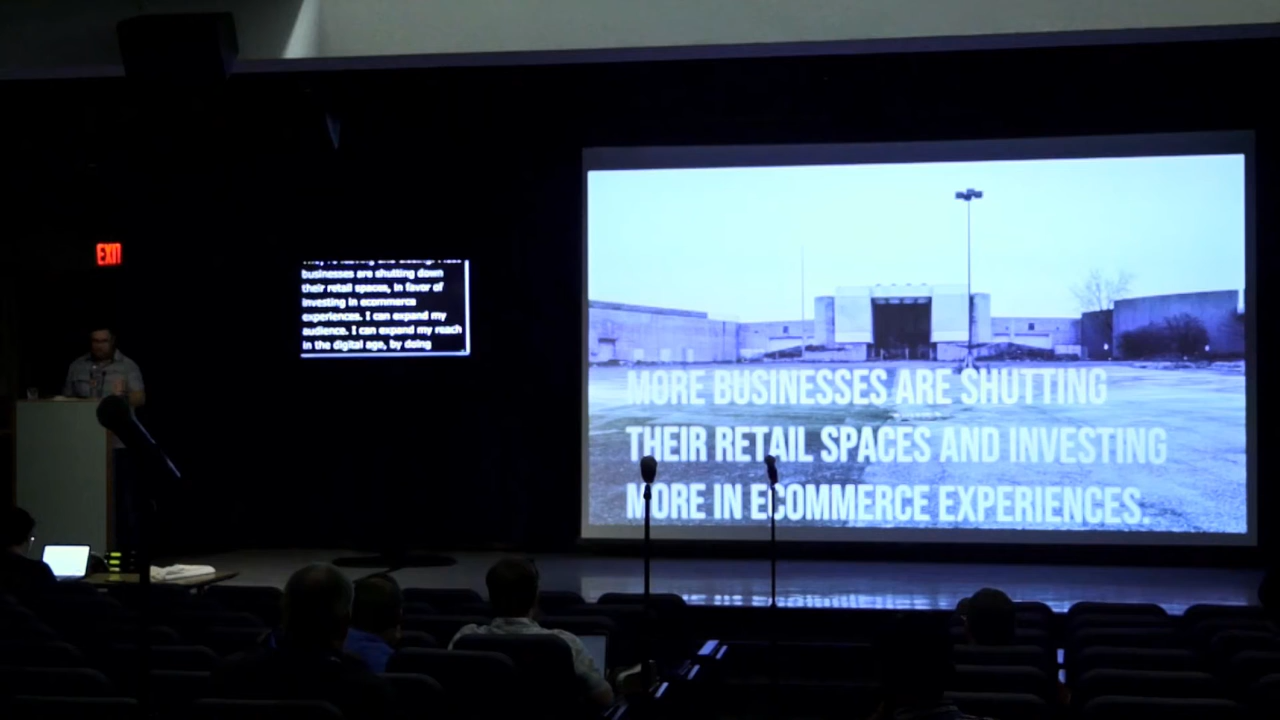 EXIT
businesses are shutting down
their retail spaces, in favor of
investing in ecommerce
experiences. I can expand my
audience. I can expand my reach
in the digital age, by doing
MORE BUSINESSES ARE SHUTTING
THEIR RETAIL SPACES AND INVESTING
MORE IN ECOMMERCE EXPERIENCES.